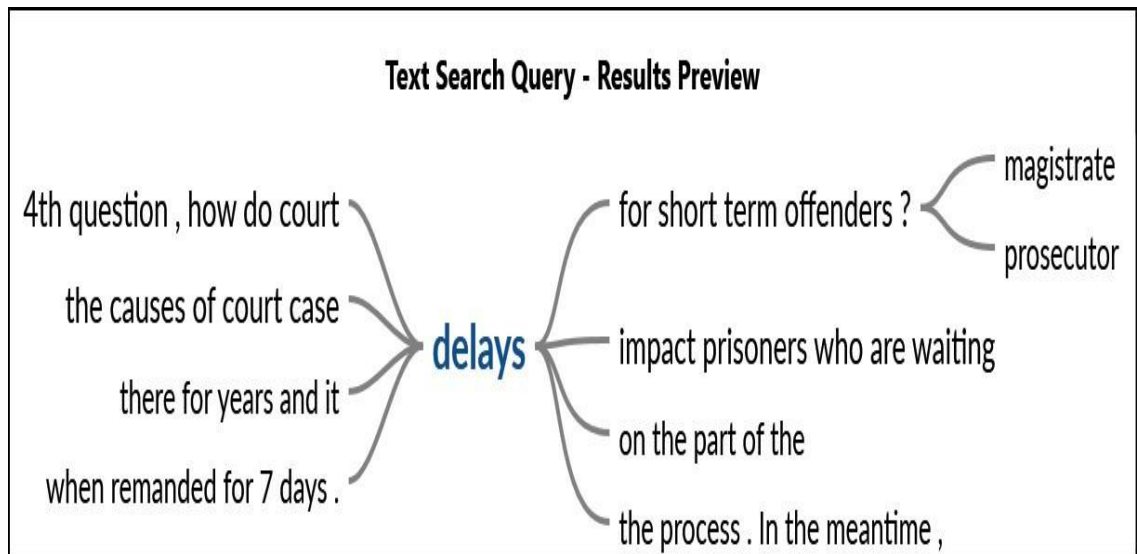 Text Search Query - Results Preview
4th question , how do court
the causes of court case
there for years and it
when remanded for 7 days .
delays
for short term offenders ?
magistrate
prosecutor
impact prisoners who are waiting
on the part of the
the process . In the meantime ,